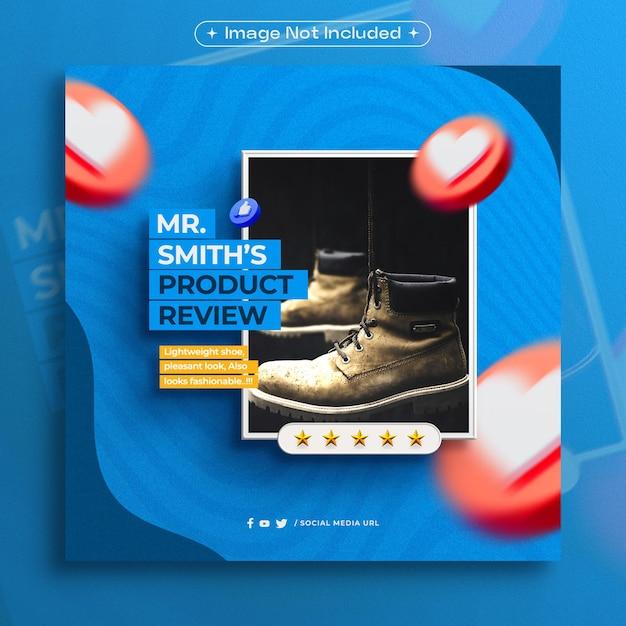 Image Not Included
MR.
SMITH'S
PRODUCT
REVIEW
Lightweight shoe,
pleasant look, Also
looks fashionable..!!!
/ SOCIAL MEDIA URL